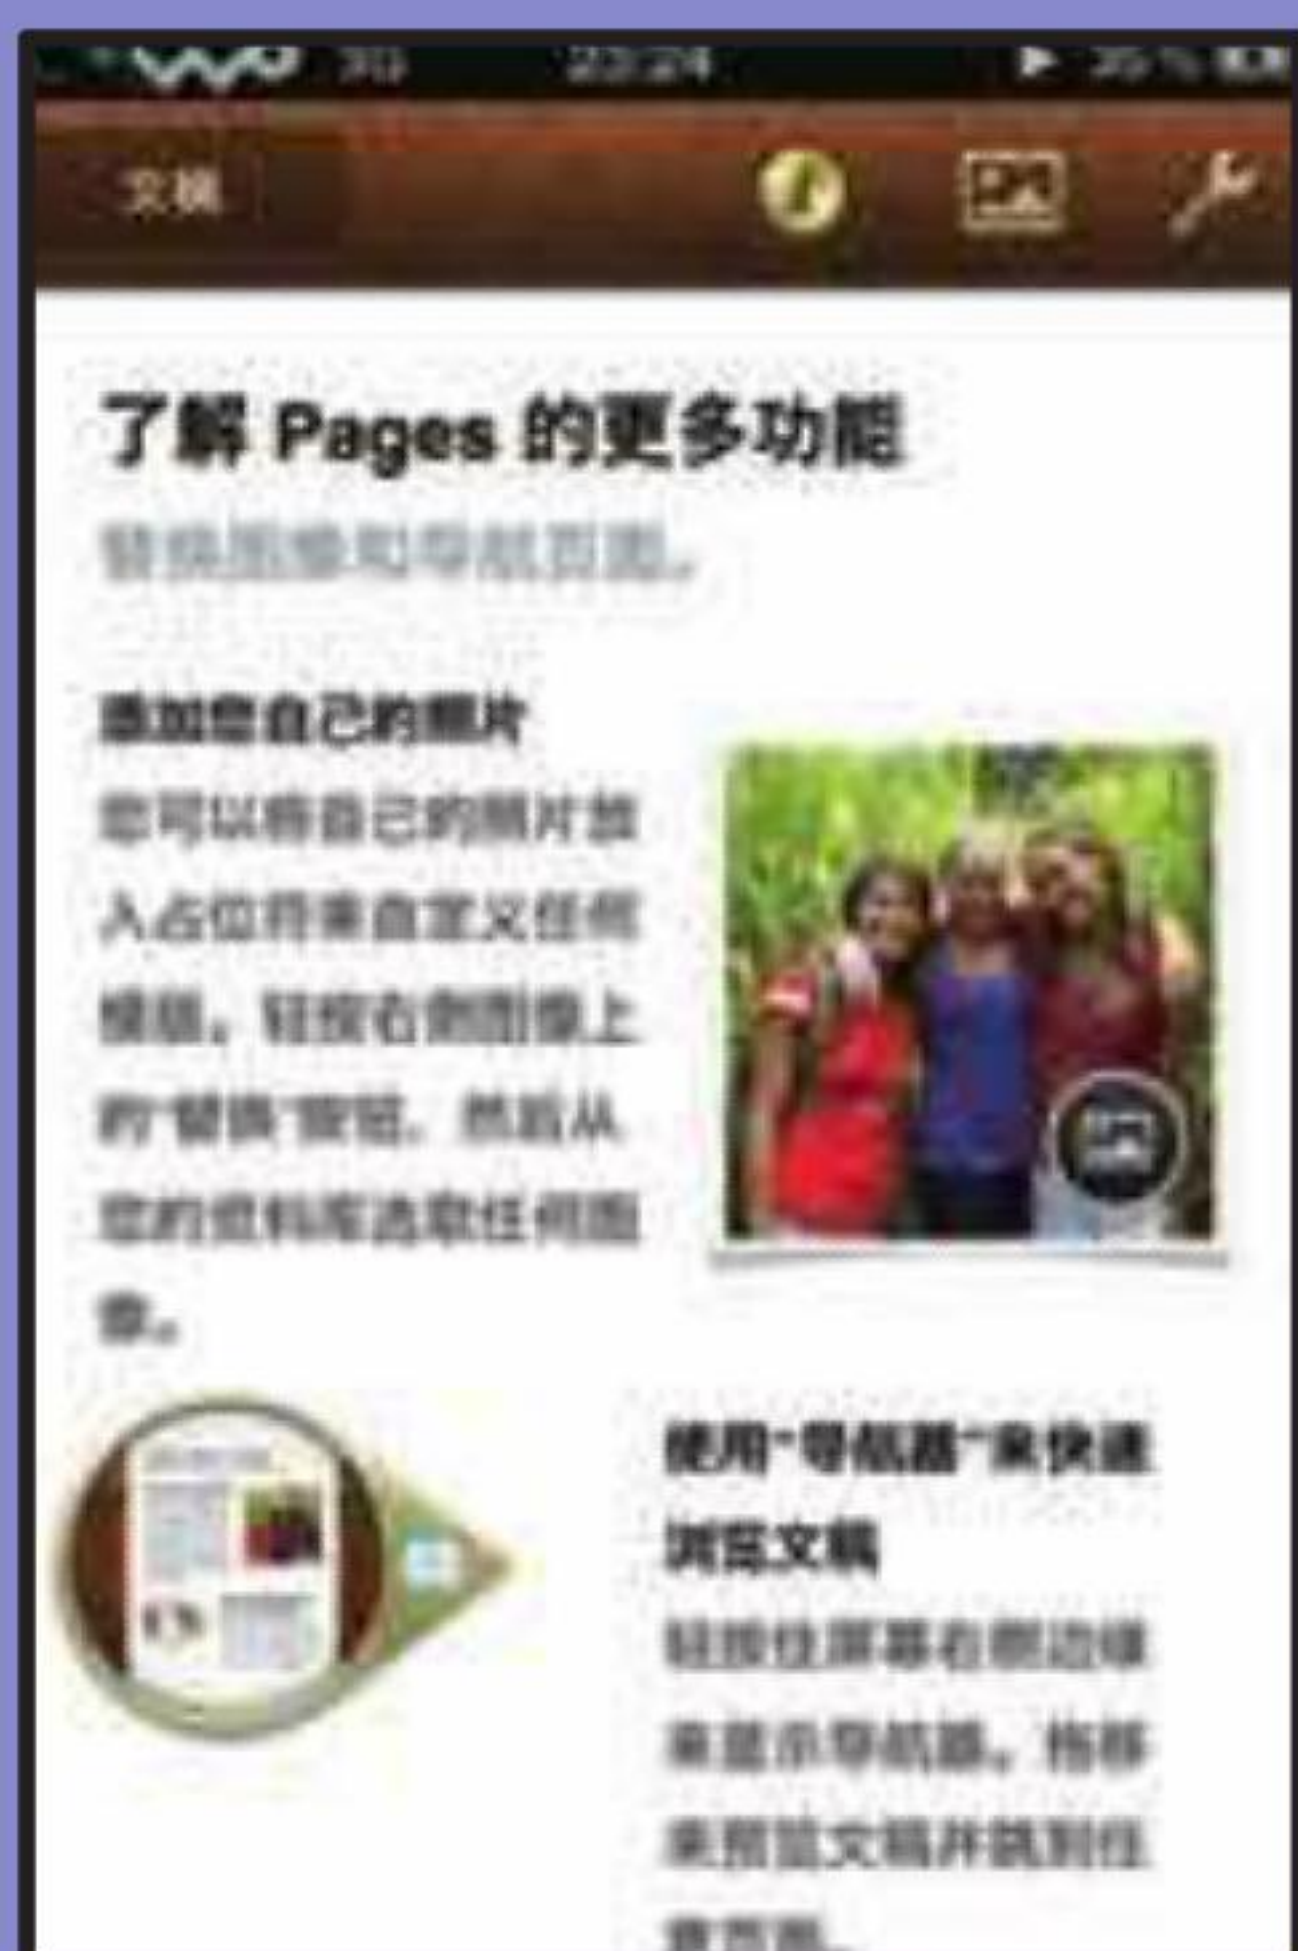 3G 23:24 35%
文稿
了解 Pages 的更多功能
替换图像和导航页面。
添加您自己的照片
您可以将自己的照片放
入占位符来自定义任何
模版。轻按右侧图像上
的“替换”按钮，然后从
您的资料库选取任何图
像。
使用“导航器”来快速
浏览文稿
轻按住屏幕右侧边缘
来显示导航器。拖移
来预览文稿并跳到任
意页面。